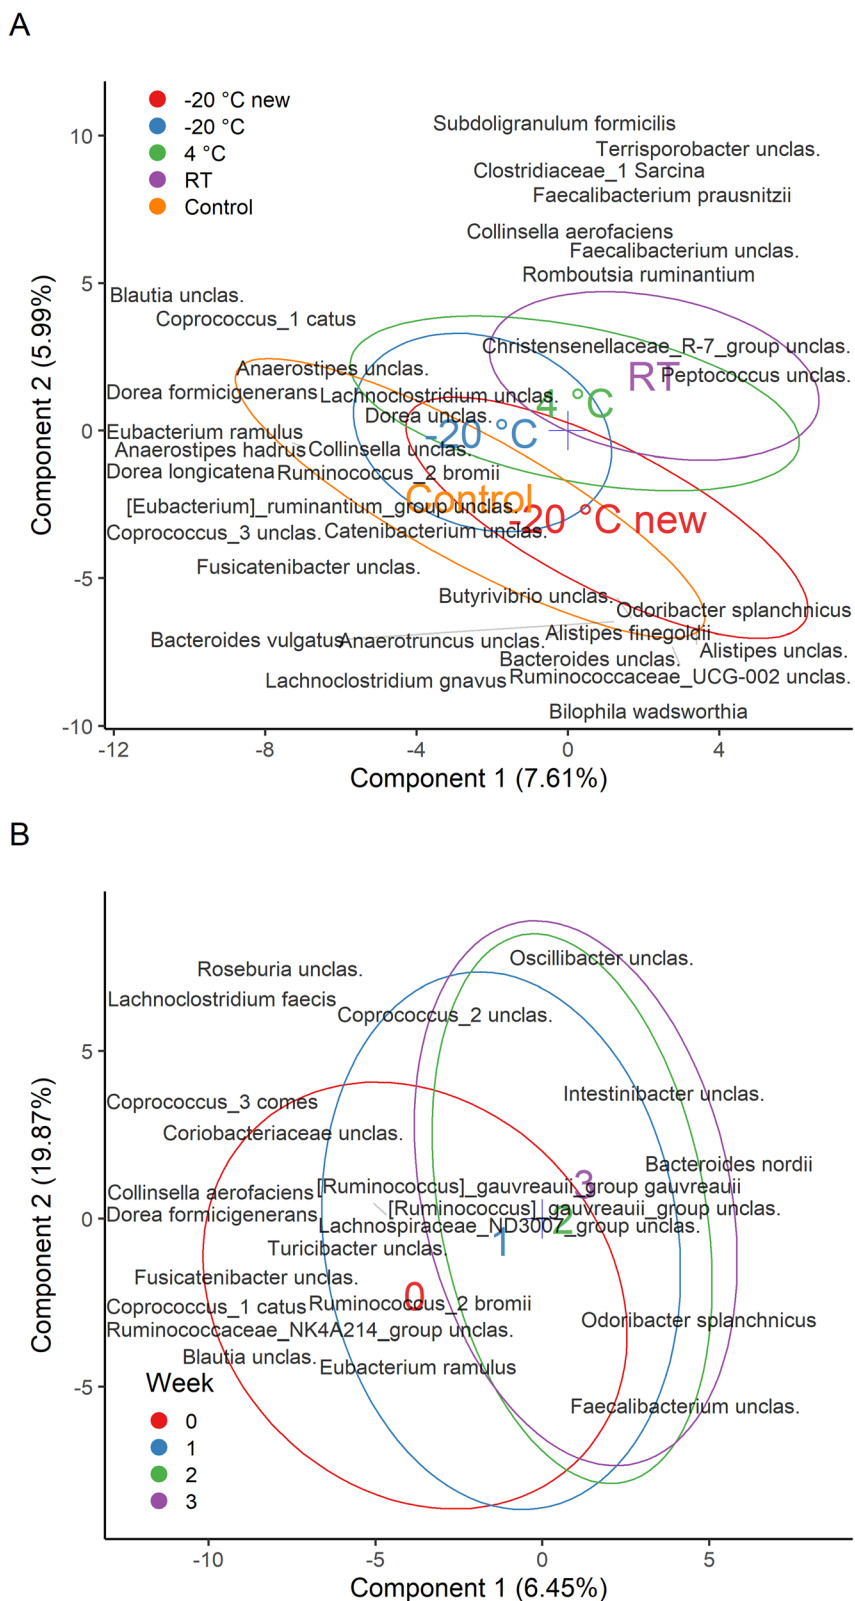 A
-20 °C new
-20 °C
4 °C
RT
Control
Subdoligranulum formicilis
Terrisporobacter unclas.
Clostridiaceae_1 Sarcina
Faecalibacterium prausnitzii
Collinsella aerofaciens
Faecalibacterium unclas.
Romboutsia ruminantium
Blautia unclas.
Coprococcus_1 catus
Christensenellaceae_R-7_group unclas.
Anaerostipes unclas.
RT
Peptococcus unclas.
Dorea formicigenerans
Lachnoclostridium unclas.
4 °C
Dorea unclas.
-20 °C
Eubacterium ramulus
Anaerostipes hadrus
Collinsella unclas.
Dorea longicatena
Ruminococcus_2 bromii
Control
[Eubacterium]_ruminantium_group unclas.
-20 °C new
Coprococcus_3 unclas.
Catenibacterium unclas.
Fusicatenibacter unclas.
Butyrivibrio unclas.
Odoribacter splanchnicus
Bacteroides vulgatus
Anaerotruncus unclas.
Alistipes finegoldii
Alistipes unclas.
Bacteroides unclas.
Lachnoclostridium gnavus
Ruminococcaceae_UCG-002 unclas.
Bilophila wadsworthia
10
5
0
-5
-10
-12
-8
-4
0
4
Component 2 (5.99%)
Component 1 (7.61%)
B
Oscillibacter unclas.
Roseburia unclas.
Lachnoclostridium faecis
Coprococcus_2 unclas.
Intestinibacter unclas.
Coprococcus_3 comes
Coriobacteriaceae unclas.
Bacteroides nordii
3
[Ruminococcus]_gauvreauii_group gauvreauii
Collinsella aerofaciens
[Ruminococcus]_gauvreauii_group unclas.
Dorea formicigenerans
2
Lachnospiraceae_ND3007_group unclas.
1
Turicibacter unclas.
Fusicatenibacter unclas.
0
Coprococcus_1 catus
Ruminococcus_2 bromii
Odoribacter splanchnicus
Ruminococcaceae_NK4A214_group unclas.
Blautia unclas.
Eubacterium ramulus
Faecalibacterium unclas.
Week
0
1
2
3
5
0
-5
-10
-5
0
5
Component 2 (19.87%)
Component 1 (6.45%)